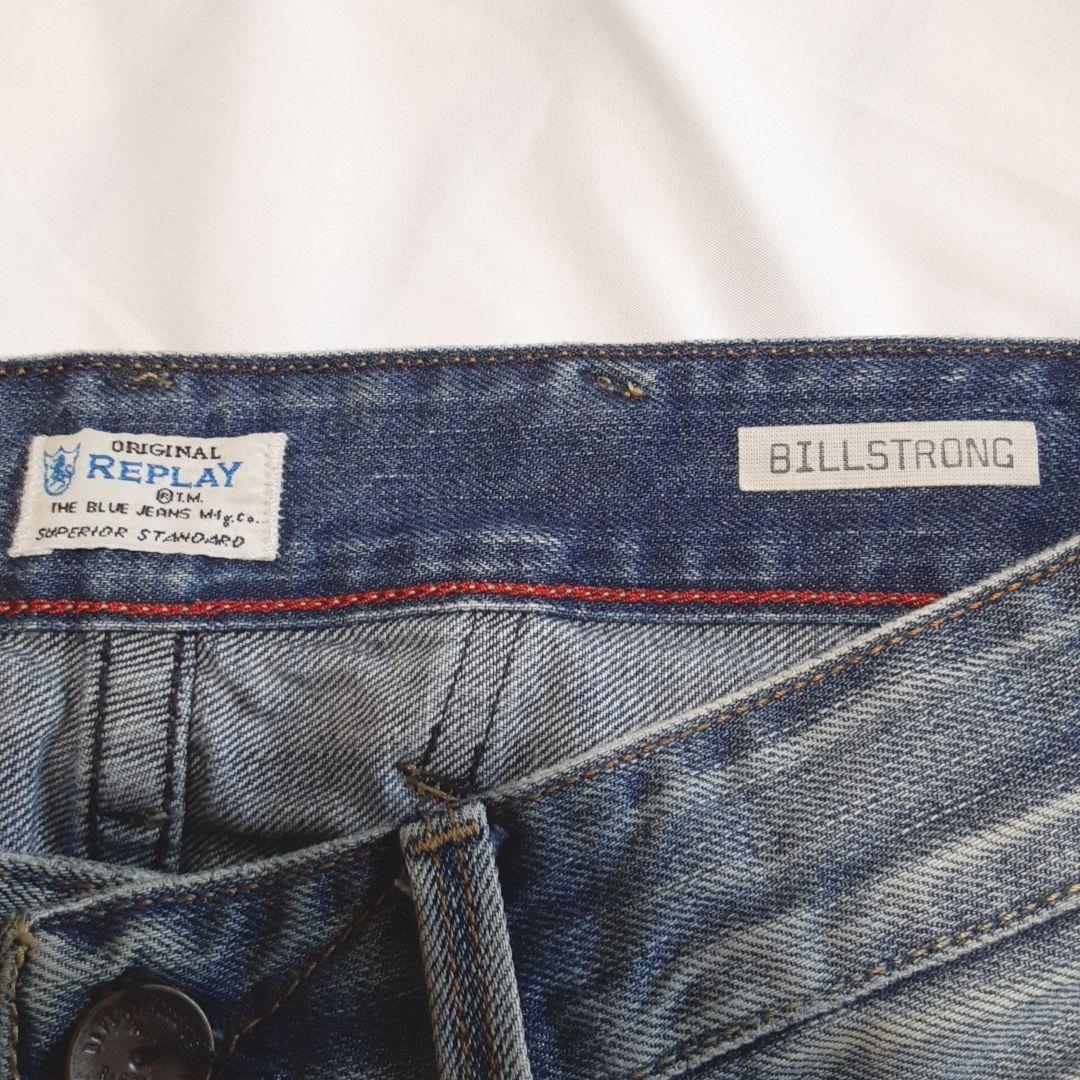 ORIGINAL
REPLAY
® T.M.
THE BLUE JEANS Mfg. Co.
SUPERIOR STANDARD
BILLSTRONG